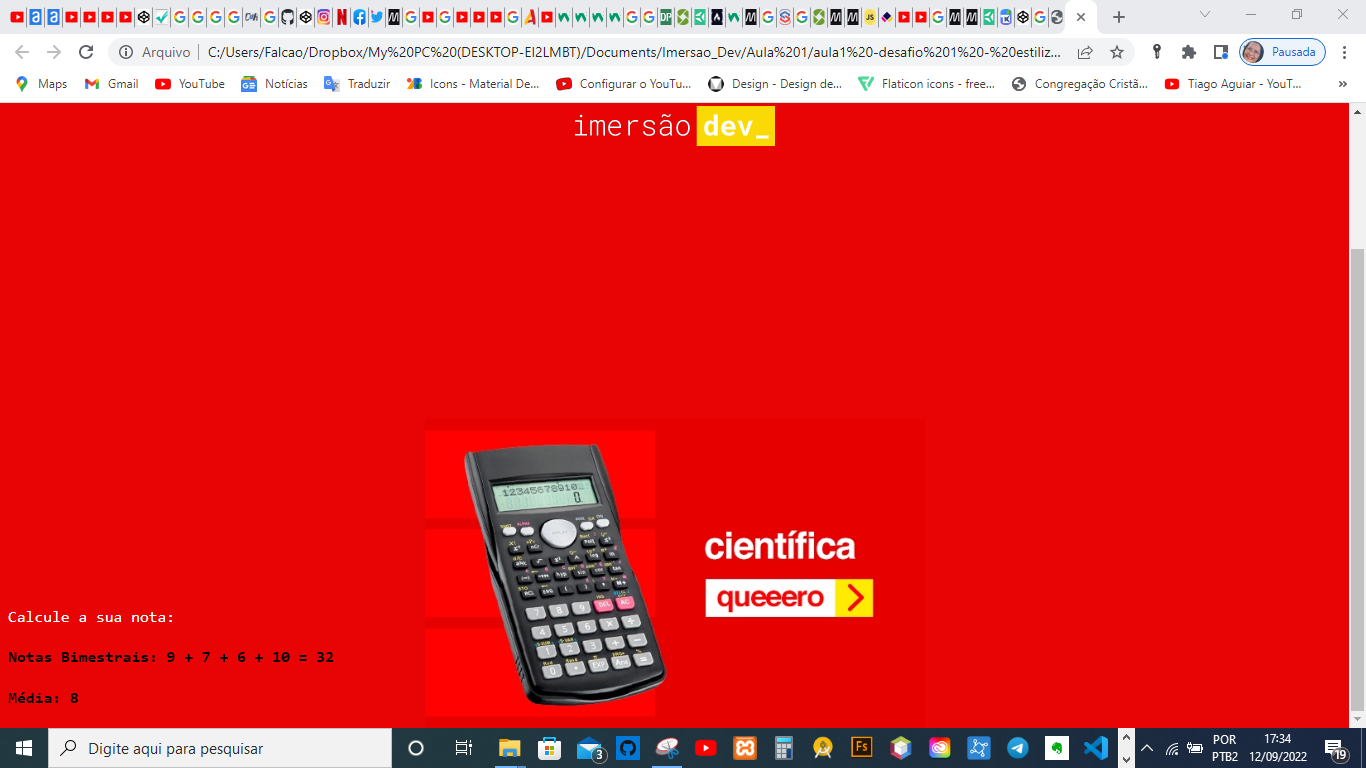 Arquivo
C:/Users/Falcao/Dropbox/My%20PC%20(DESKTOP-EI2LMBT)/Documents/Imersao_Dev/Aula%201/aula1%20-desafio%201%20-%20estiliz...
Pausada
Maps
Gmail
YouTube
Notícias
Traduzir
Icons - Material De...
Configurar o YouTu...
Design - Design de...
Flaticon icons - free...
Congregação Cristã...
Tiago Aguiar - YouT...
imersão dev_
12345678910..
0.
científica
queeero
Calcule a sua nota:
Notas Bimestrais: 9 + 7 + 6 + 10 = 32
Média: 8
Digite aqui para pesquisar
3
Fs
POR
PTB2
17:34
12/09/2022
19